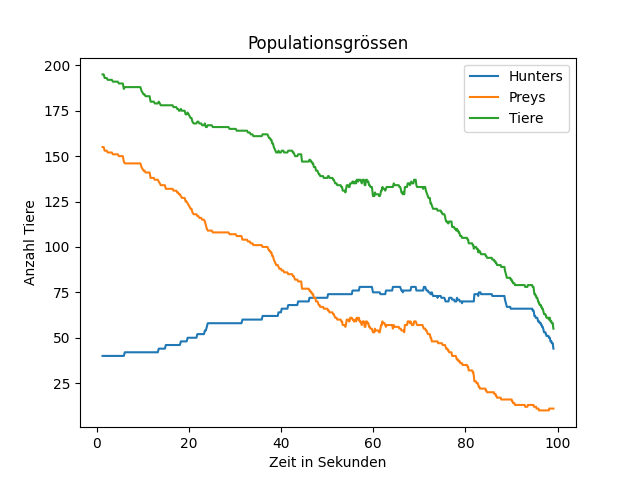 Populationsgrössen
Hunters
Preys
Tiere
Anzahl Tiere
200
175
150
125
100
75
50
25
0 20 40 60 80 100
Zeit in Sekunden